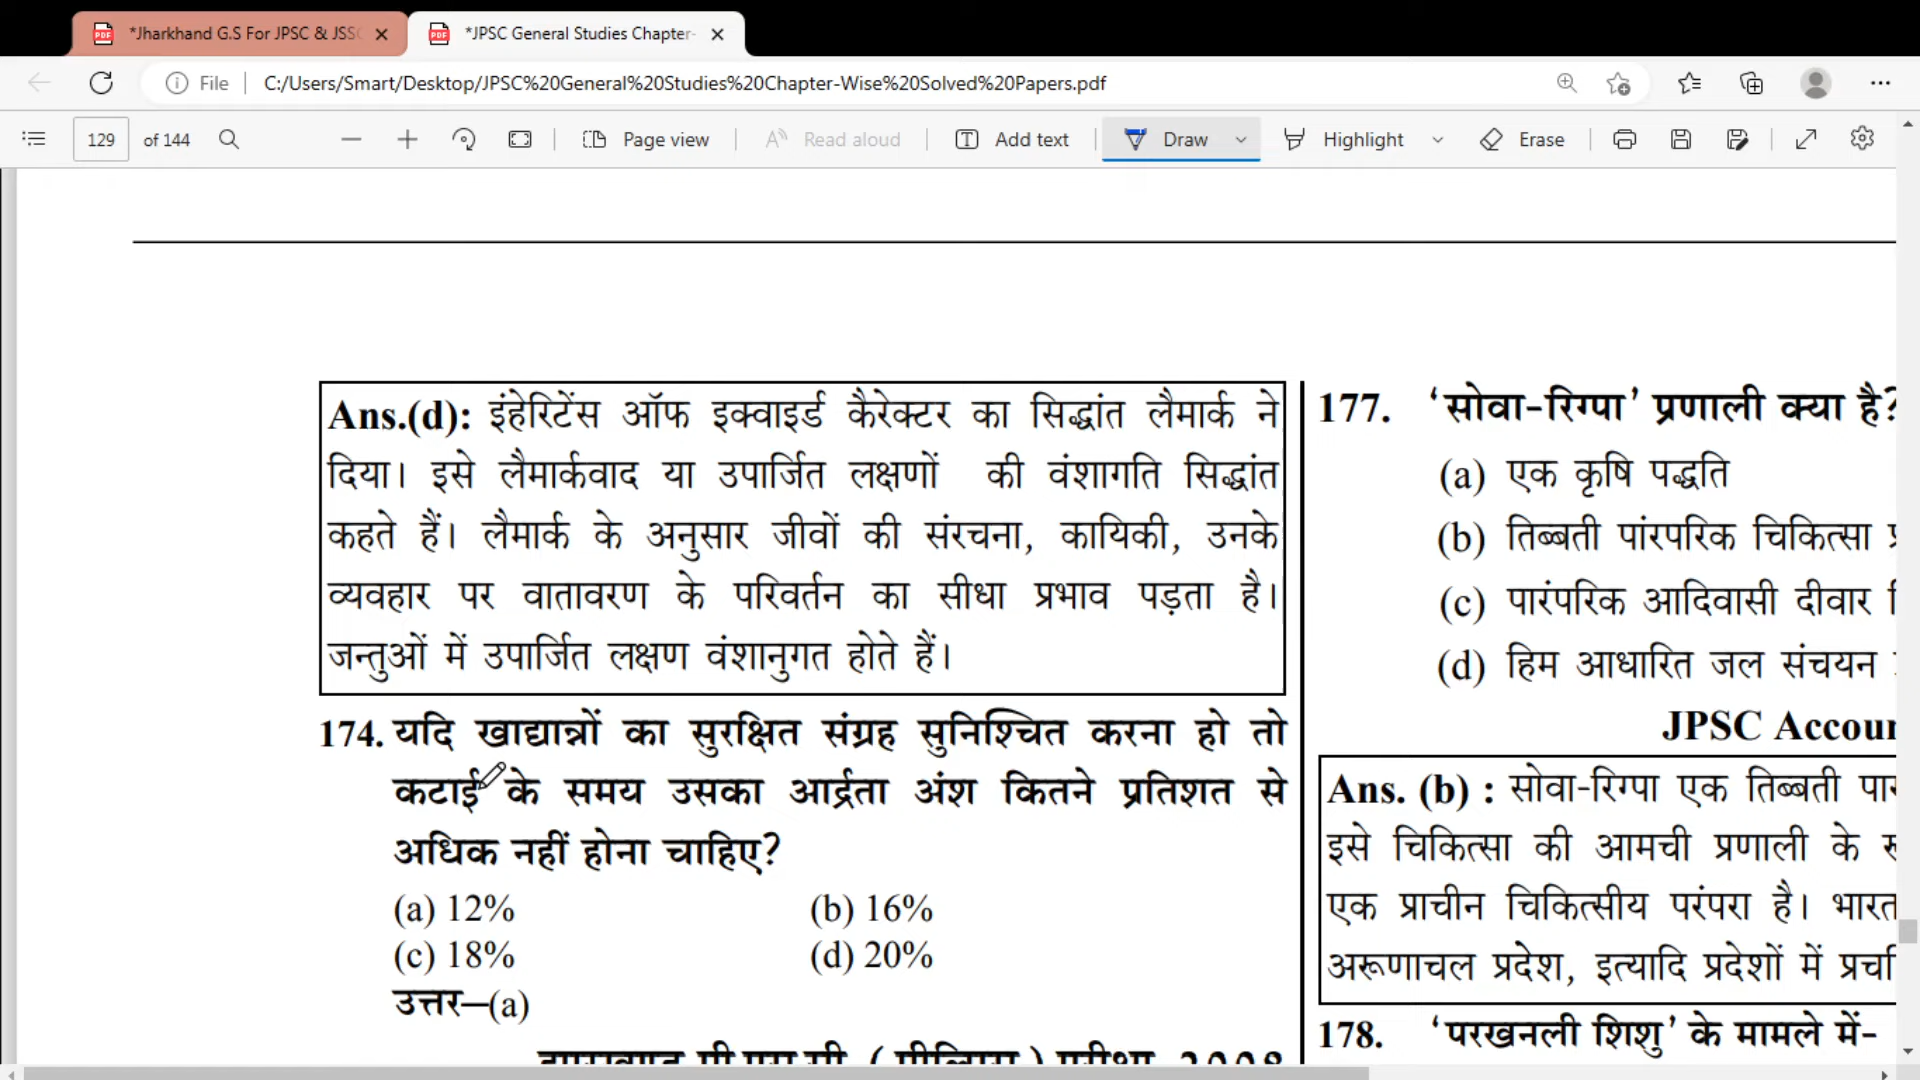 *Jharkhand G.S For JPSC & JSSC
*JPSC General Studies Chapter-
File
C:/Users/Smart/Desktop/JPSC%20General%20Studies%20Chapter-Wise%20Solved%20Papers.pdf
129 of 144
Page view
Read aloud
Add text
Draw
Highlight
Erase
Ans.(d): इंहेरिटेंस ऑफ इक्वाइर्ड कैरेक्टर का सिद्धांत लैमार्क ने
दिया। इसे लैमार्कवाद या उपार्जित लक्षणों की वंशागति सिद्धांत
कहते हैं। लैमार्क के अनुसार जीवों की संरचना, कायिकी, उनके
व्यवहार पर वातावरण के परिवर्तन का सीधा प्रभाव पड़ता है।
जन्तुओं में उपार्जित लक्षण वंशानुगत होते हैं।
174. यदि खाद्यान्नों का सुरक्षित संग्रह सुनिश्चित करना हो तो
कटाई के समय उसका आर्द्रता अंश कितने प्रतिशत से
अधिक नहीं होना चाहिए?
(a) 12% (b) 16%
(c) 18% (d) 20%
उत्तर–(a)
177. ‘सोवा-रिग्पा’ प्रणाली क्या है?
(a) एक कृषि पद्धति
(b) तिब्बती पांरपरिक चिकित्सा
(c) पारंपरिक आदिवासी दीवार
(d) हिम आधारित जल संचयन
JPSC Accoun
Ans. (b) : सोवा-रिग्पा एक तिब्बती
इसे चिकित्सा की आमची प्रणाली के
एक प्राचीन चिकित्सीय परंपरा है। भारत
अरूणाचल प्रदेश, इत्यादि प्रदेशों में
178. ‘परखनली शिशु’ के मामले में-